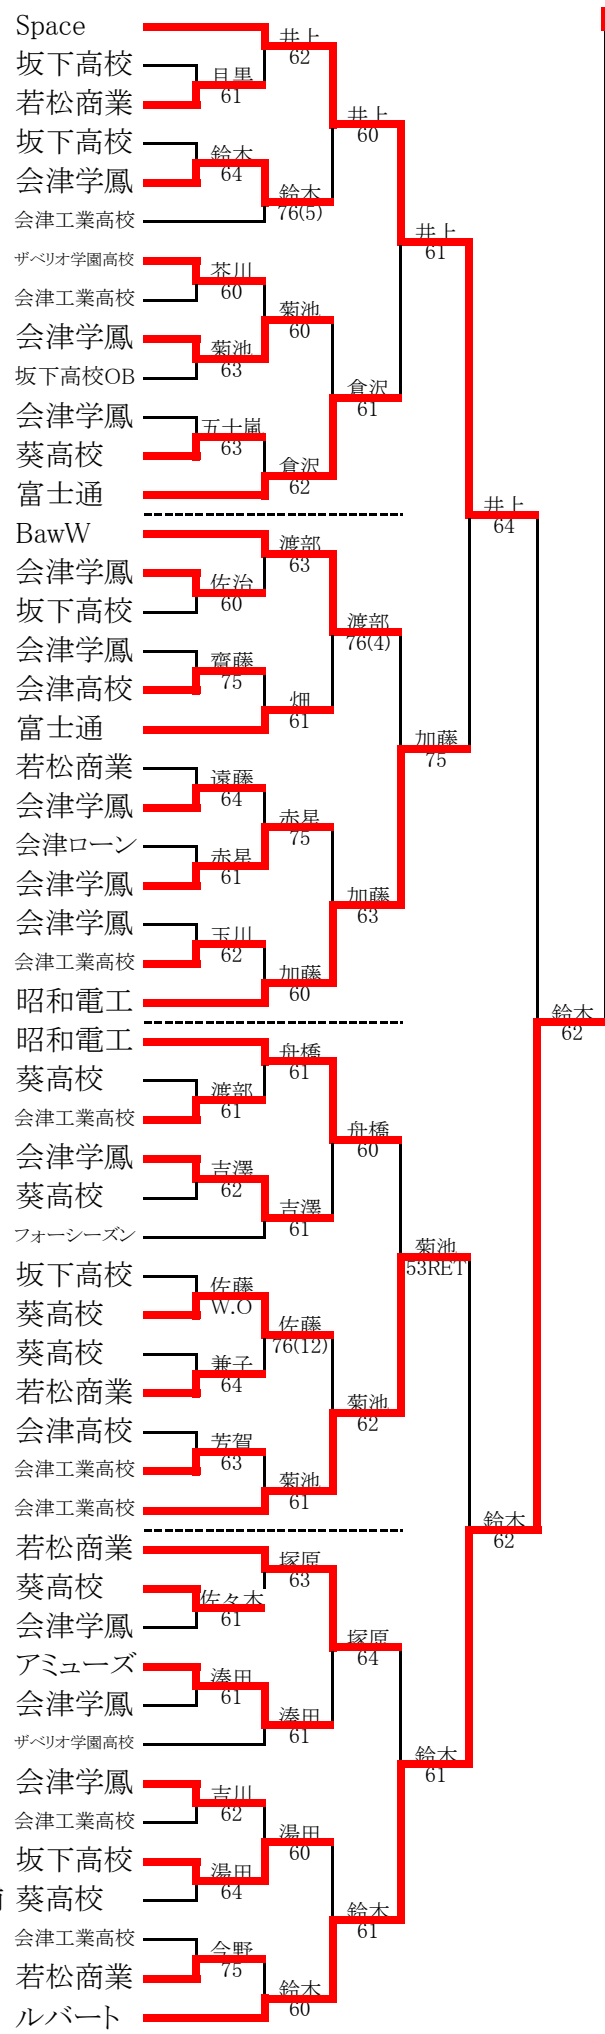 Space
坂下高校
若松商業
坂下高校
会津学鳳
会津工業高校
ザベリオ学園高校
会津工業高校
会津学鳳
坂下高校OB
会津学鳳
葵高校
富士通
BawW
会津学鳳
坂下高校
会津学鳳
会津高校
富士通
若松商業
会津学鳳
会津ローン
会津学鳳
会津学鳳
会津工業高校
昭和電工
昭和電工
葵高校
会津工業高校
会津学鳳
葵高校
フォーシーズン
坂下高校
葵高校
葵高校
若松商業
会津高校
会津工業高校
会津工業高校
若松商業
葵高校
会津学鳳
アミューズ
会津学鳳
ザベリオ学園高校
会津学鳳
会津工業高校
坂下高校
葵高校
会津工業高校
若松商業
ルバート
目黒
61
鈴木
64
芥川
60
菊池
63
五十嵐
63
佐治
60
齋藤
75
遠藤
64
赤星
61
玉川
62
渡部
61
吉澤
62
佐藤
W.O
兼子
64
芳賀
63
佐々木
61
湊田
61
吉川
62
湯田
64
今野
75
井上
62
鈴木
76(5)
菊池
60
倉沢
62
渡部
63
畑
61
赤星
75
加藤
60
舟橋
61
吉澤
61
佐藤
76(12)
菊池
61
塚原
63
湊田
61
湯田
60
鈴木
60
井上
60
倉沢
61
渡部
76(4)
加藤
63
舟橋
60
菊池
62
塚原
64
鈴木
61
井上
61
加藤
75
菊池
53RET
鈴木
61
井上
64
鈴木
62
鈴木
62